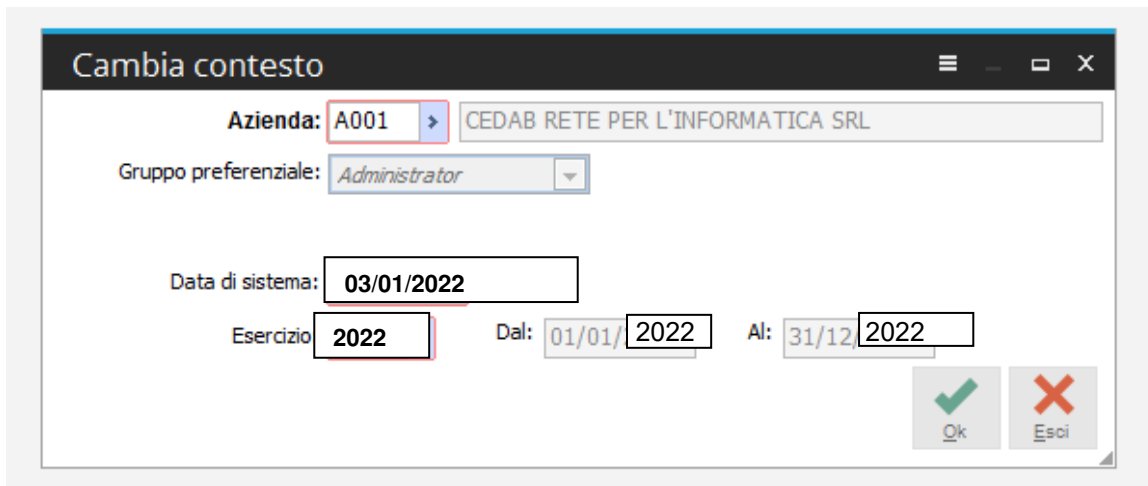 Cambia contesto
Azienda: A001 CEDAB RETE PER L'INFORMATICA SRL
Gruppo preferenziale: Administrator
Data di sistema: 03/01/2022
Esercizio 2022 Dal: 01/01/2022 Al: 31/12/2022
Ok Esci